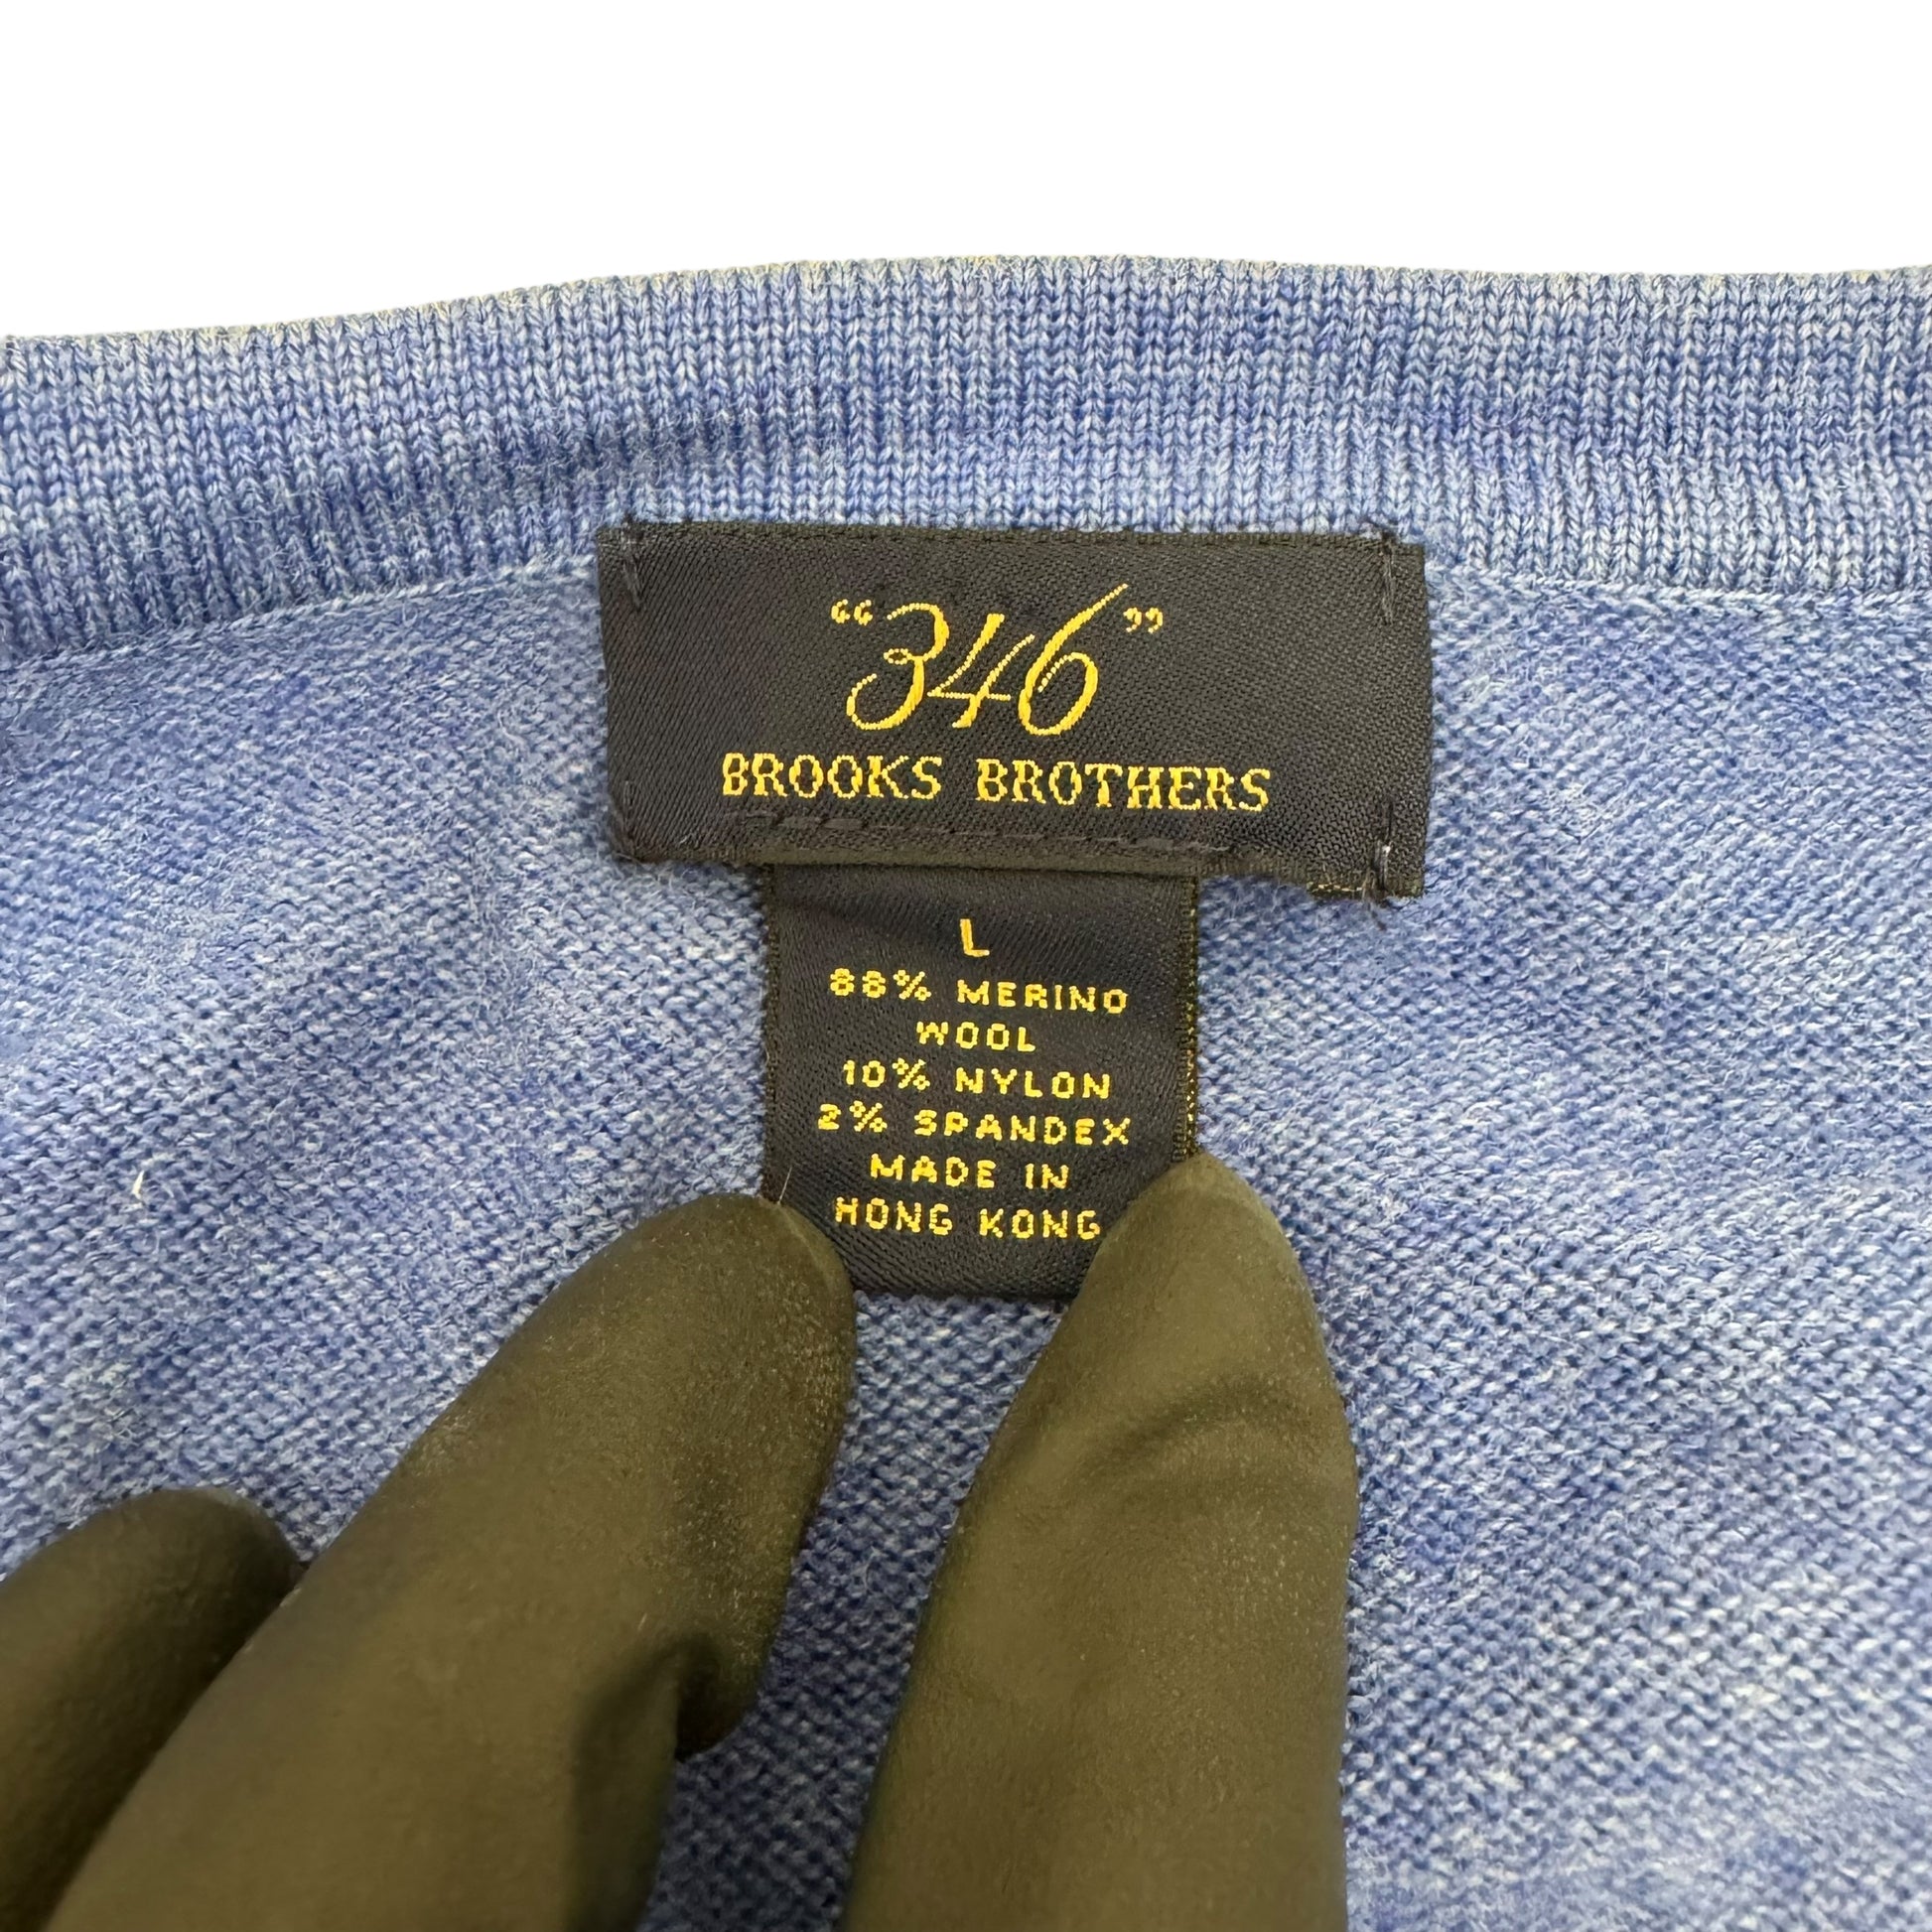 “346”
BROOKS BROTHERS
L
88% MERINO
WOOL
10% NYLON
2% SPANDEX
MADE IN
HONG KONG